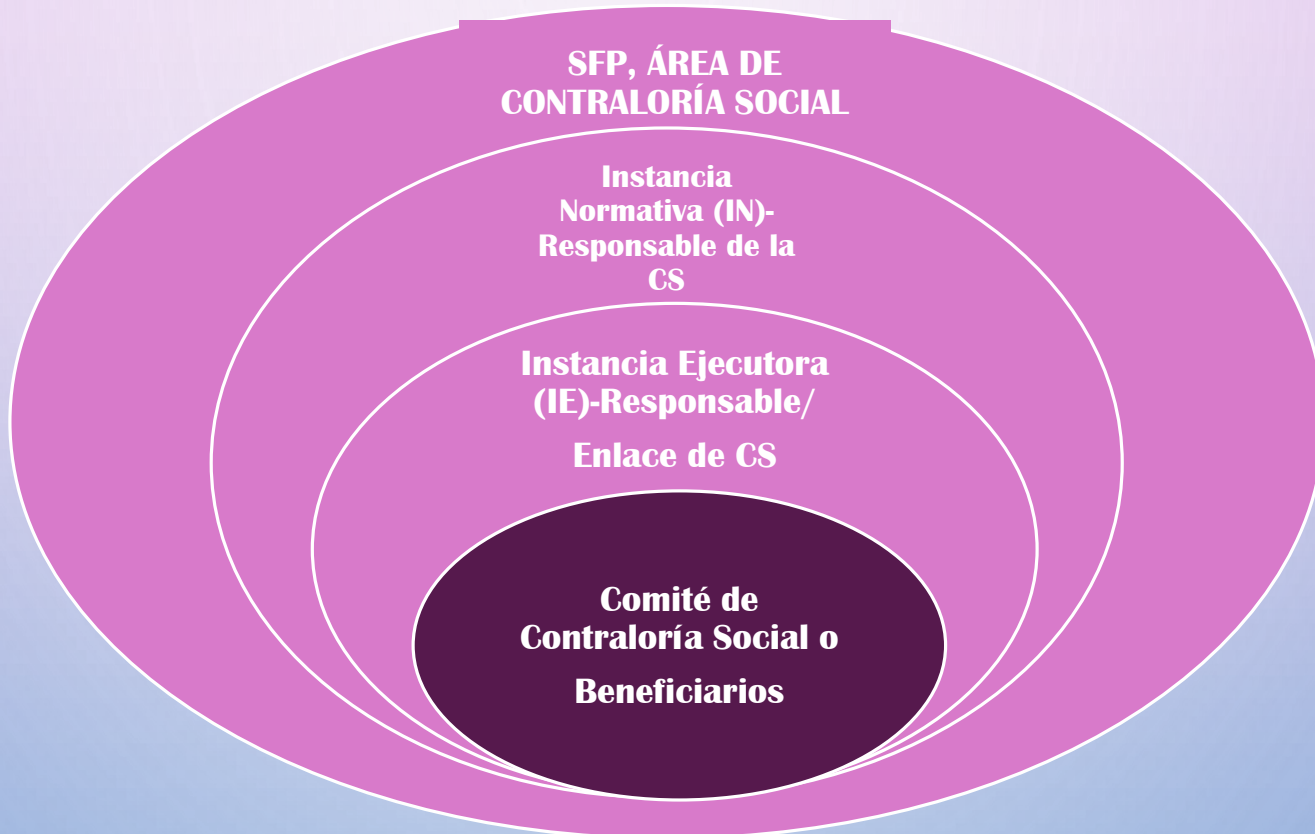 SFP, ÁREA DE
CONTRALORÍA SOCIAL
Instancia
Normativa (IN)-
Responsable de la
CS
Instancia Ejecutora
(IE)-Responsable/
Enlace de CS
Comité de
Contraloría Social o
Beneficiarios